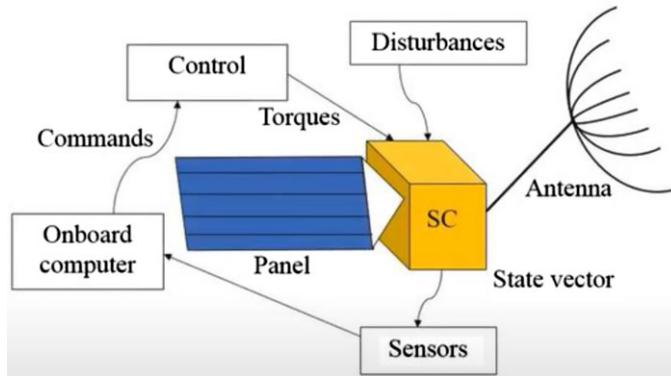 Disturbances
Control
Torques
Commands
Antenna
SC
Onboard
computer
Panel
State vector
Sensors